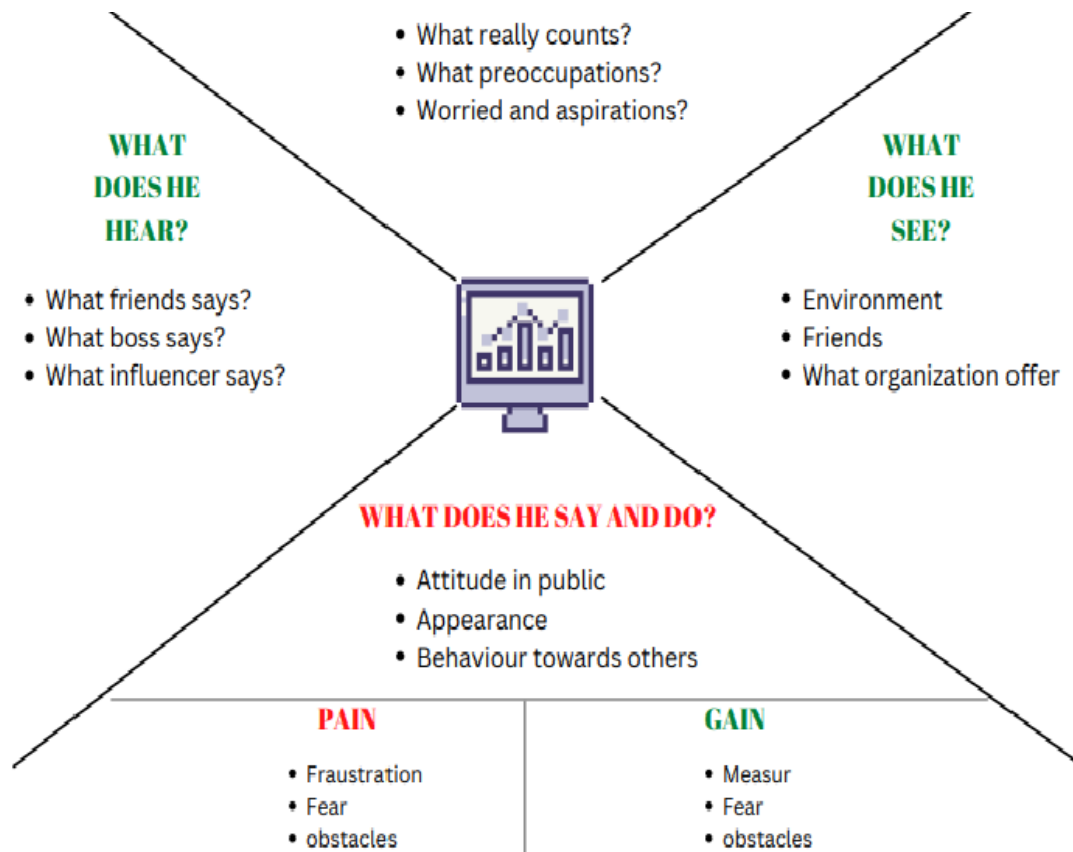 • What really counts?
• What preoccupations?
• Worried and aspirations?
WHAT
DOES HE
HEAR?
• What friends says?
• What boss says?
• What influencer says?
WHAT
DOES HE
SEE?
• Environment
• Friends
• What organization offer
WHAT DOES HE SAY AND DO?
• Attitude in public
• Appearance
• Behaviour towards others
PAIN
• Fraustration
• Fear
• obstacles
GAIN
• Measur
• Fear
• obstacles